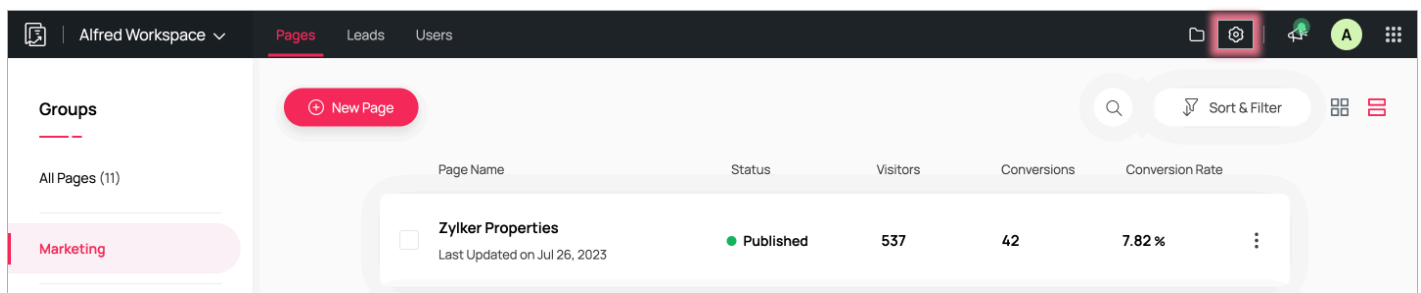 Alfred Workspace
Pages Leads Users
A
Groups
New Page
Sort & Filter
All Pages (11)
Page Name Status Visitors Conversions Conversion Rate
Marketing
Zylker Properties
Last Updated on Jul 26, 2023
Published 537 42 7.82 %